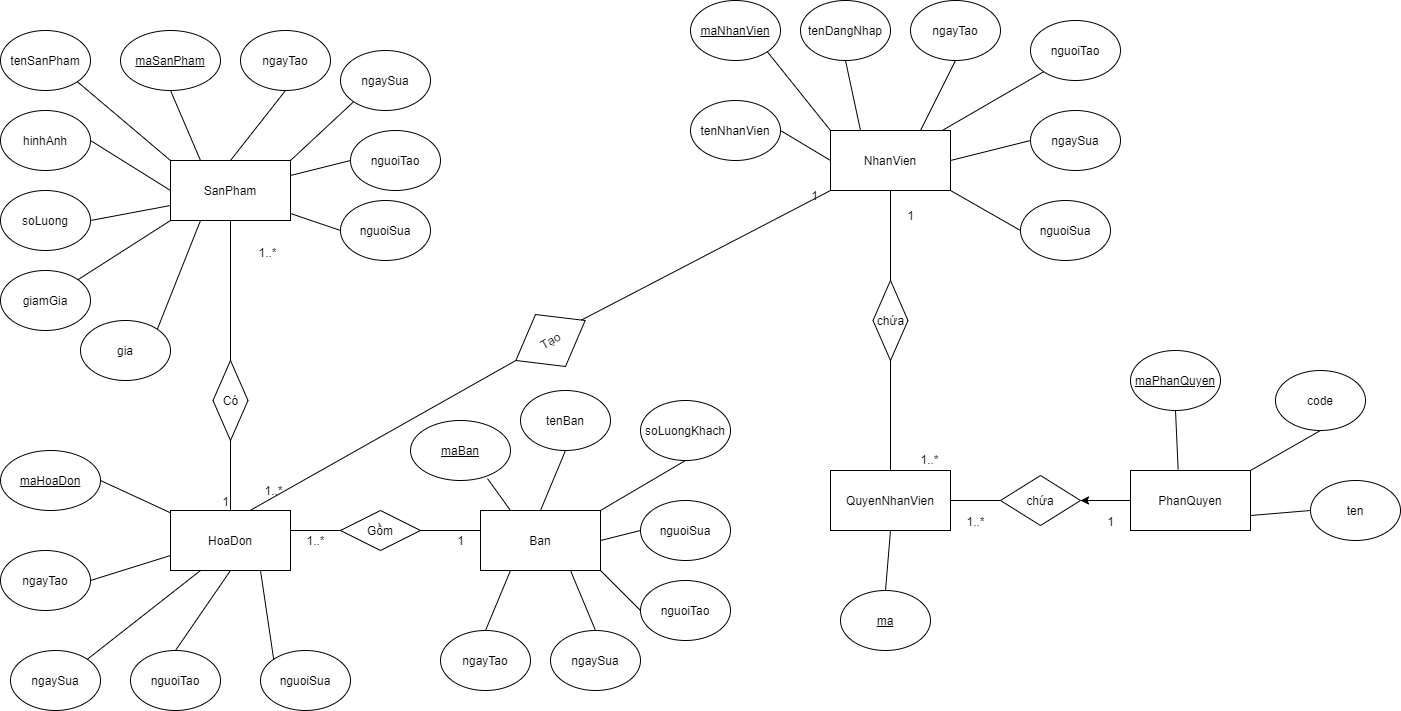 tenSanPham
maSanPham
ngayTao
ngaySua
hinhAnh
nguoiTao
SanPham
soLuong
nguoiSua
giamGia
gia
1..*
maNhanVien
tenDangNhap
ngayTao
nguoiTao
tenNhanVien
ngaySua
NhanVien
nguoiSua
1
1
Tạo
chứa
Có
maPhanQuyen
code
maBan
tenBan
soLuongKhach
1..*
maHoaDon
1..*
1
QuyenNhanVien
chứa
PhanQuyen
ten
1..*
1
HoaDon
Gồm
Ban
nguoiSua
1..*
1
ngayTao
nguoiTao
ma
ngaySua
nguoiTao
nguoiSua
ngayTao
ngaySua